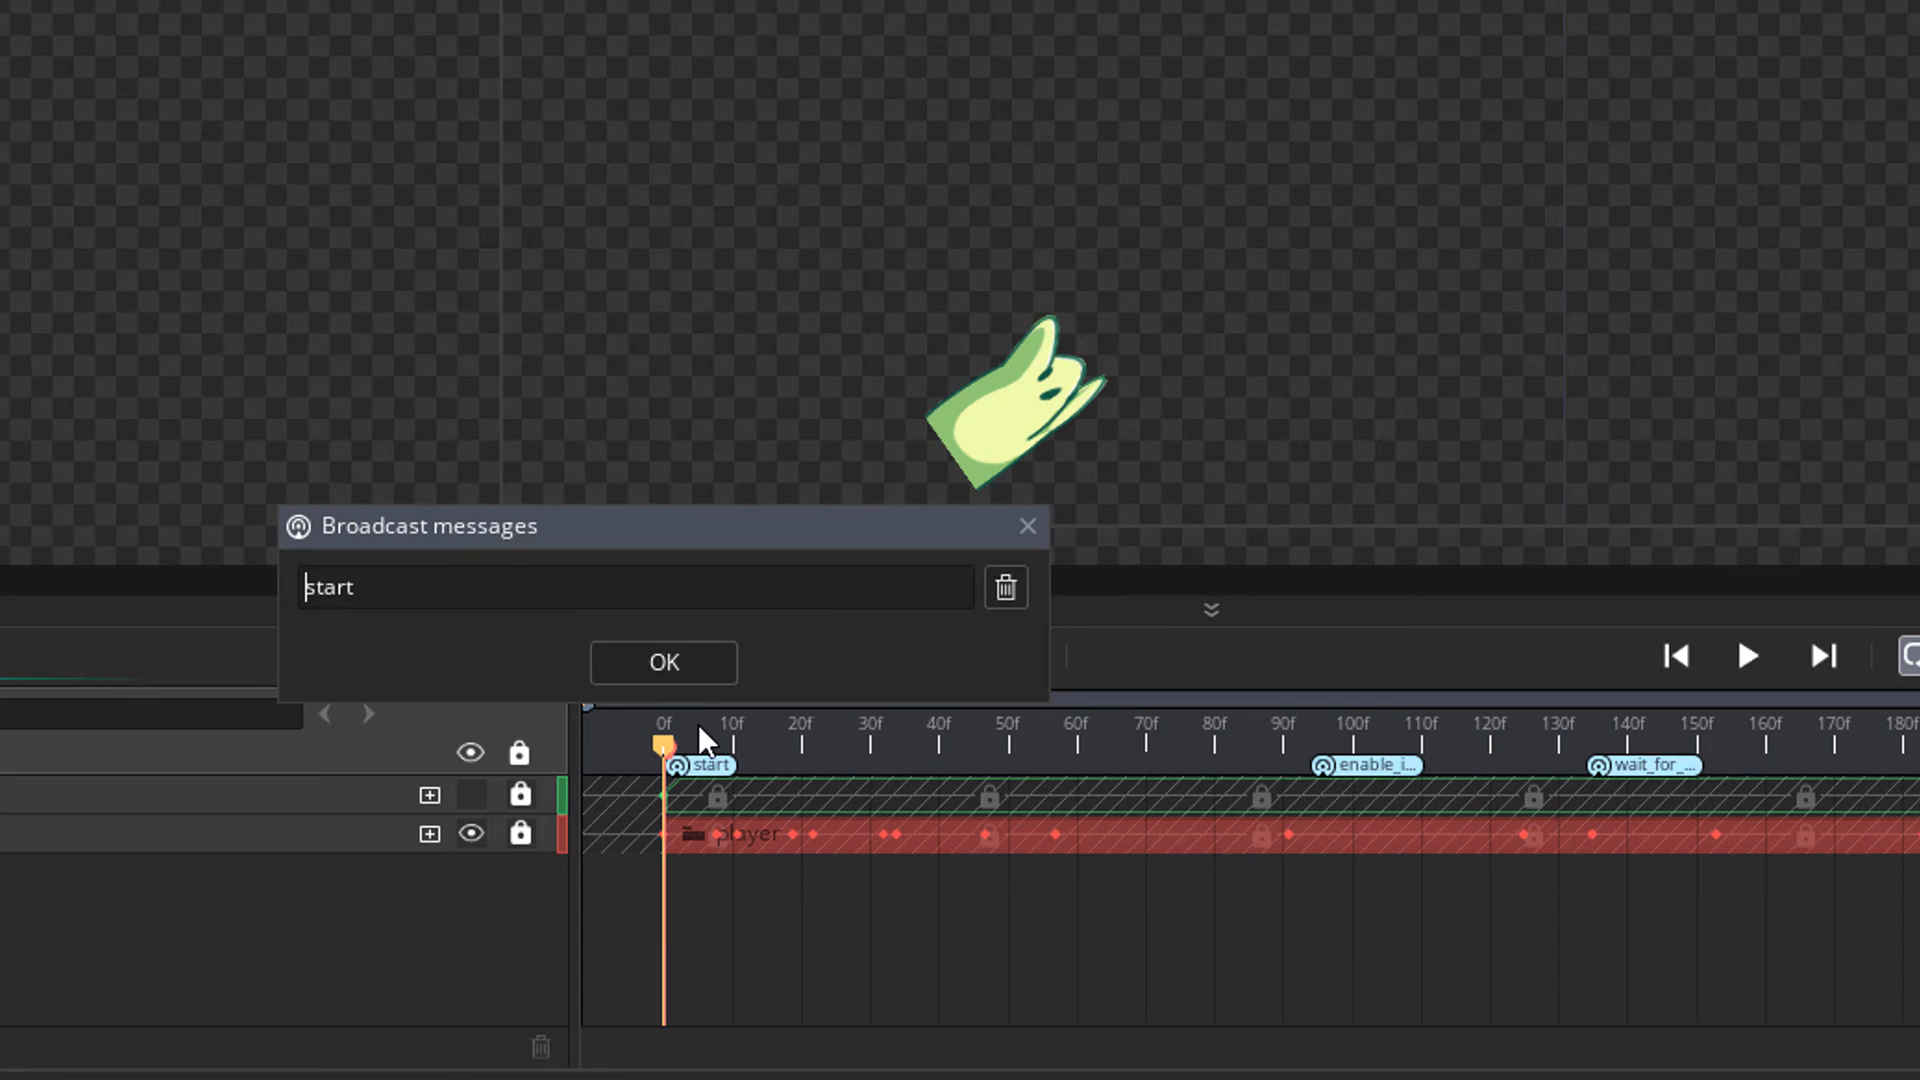 Broadcast messages
start
OK
0f 10f 20f 30f 40f 50f 60f 70f 80f 90f 100f 110f 120f 130f 140f 150f 160f 170f 180f
start enable_i... wait_for_...
player